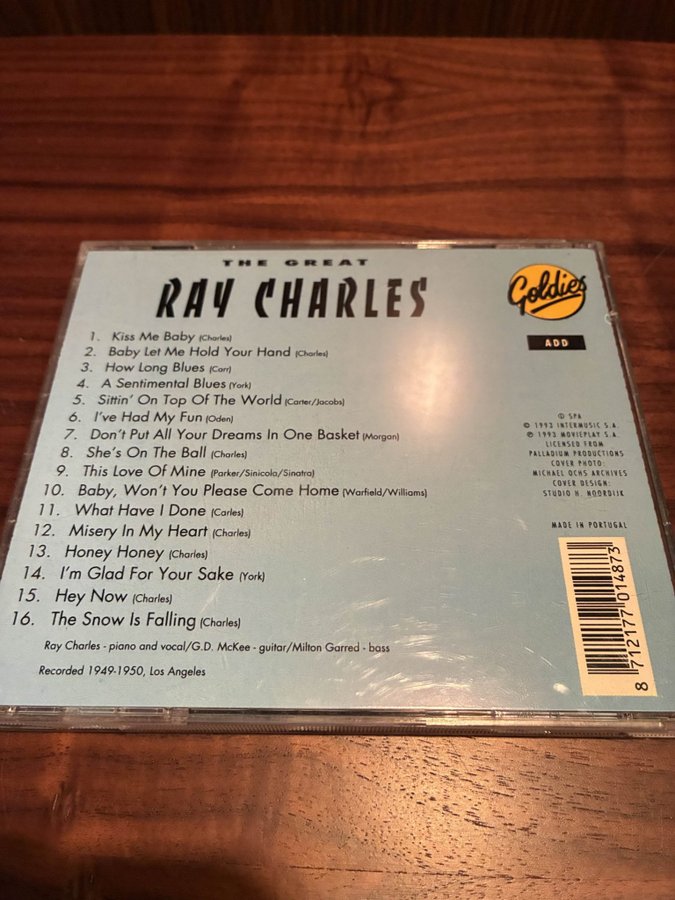 THE GREAT
RAY CHARLES
Goldies
ADD
1. Kiss Me Baby (Charles)
2. Baby Let Me Hold Your Hand (Charles)
3. How Long Blues (Carr)
4. A Sentimental Blues (York)
5. Sittin' On Top Of The World (Carter/Jacobs)
6. I've Had My Fun (Oden)
7. Don't Put All Your Dreams In One Basket (Morgan)
8. She's On The Ball (Charles)
9. This Love Of Mine (Parker/Sinicola/Sinatra)
10. Baby, Won't You Please Come Home (Warfield/Williams)
11. What Have I Done (Carles)
12. Misery In My Heart (Charles)
13. Honey Honey (Charles)
14. I'm Glad For Your Sake (York)
15. Hey Now (Charles)
16. The Snow Is Falling (Charles)
Ray Charles - piano and vocal/G.D. McKee - guitar/Milton Garred - bass
Recorded 1949-1950, Los Angeles
SPA
© 1993 INTERMUSIC S.A.
℗ 1993 MOVIEPLAY S.A.
LICENSED FROM
PALLADIUM PRODUCTIONS
COVER PHOTO:
MICHAEL OCHS ARCHIVES
COVER DESIGN:
STUDIO H. NOORDIJK
MADE IN PORTUGAL
8 712177 014873